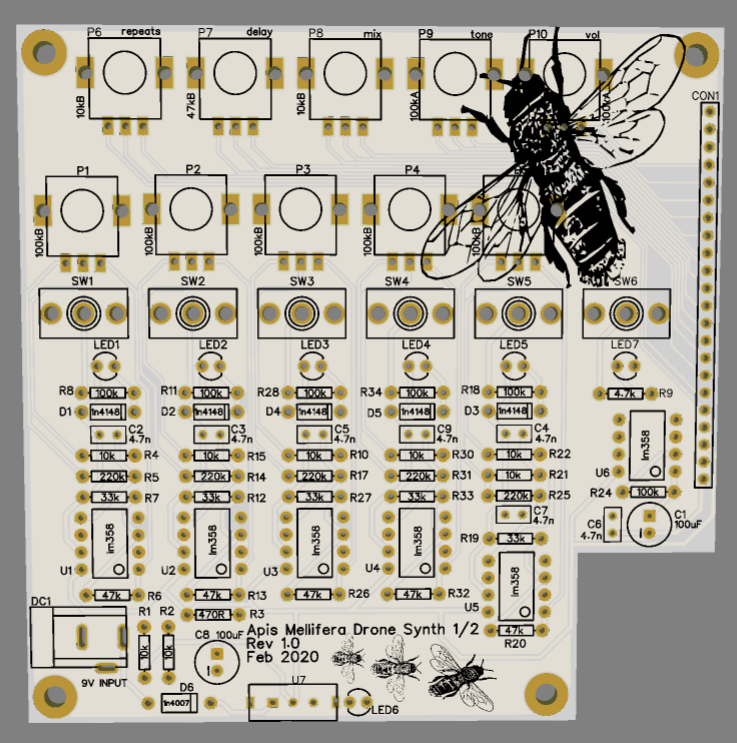 P6 repeats P7 delay P8 mix P9 tone P10 vol
10kB 47kB 10kB 100kA 100kA
CON1
P1 P2 P3 P4
100kB 100kB 100kB 100kB
SW1 SW2 SW3 SW4 SW5 SW6
LED1 LED2 LED3 LED4 LED5 LED7
R8 100k R11 100k R28 100k R34 100k R18 100k 4.7k R9
D1 1n4148 D2 1n4148 D4 1n4148 D5 1n4148 D3 1n4148
C2 4.7n C3 4.7n C5 4.7n C9 4.7n C4 4.7n
10k R4 10k R15 10k R10 10k R30 10k R22
220k R5 220k R14 220k R17 220k R31 10k R21
33k R7 33k R12 33k R27 33k R33 220k R25
lm358 U6
R24 100k
C7 4.7n
C6 4.7n C1 100uF
R19 33k
U1 lm358 U2 lm358 U3 lm358 U4 lm358
U5 lm358
47k R6 47k R13 47k R26 47k R32
470R R3
47k R20
DC1 R1 10k R2 10k
9V INPUT
C8 100uF
Apis Mellifera Drone Synth 1/2
Rev 1.0
Feb 2020
D6 1n4007
U7
LED6